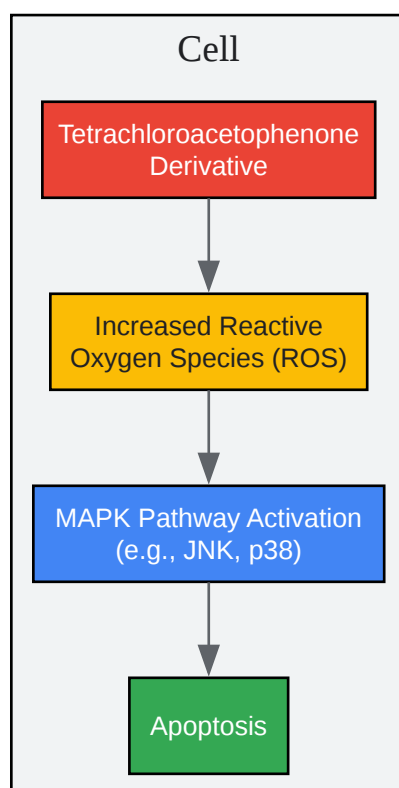 Cell
Tetrachloroacetophenone
Derivative
Increased Reactive
Oxygen Species (ROS)
MAPK Pathway Activation
(e.g., JNK, p38)
Apoptosis